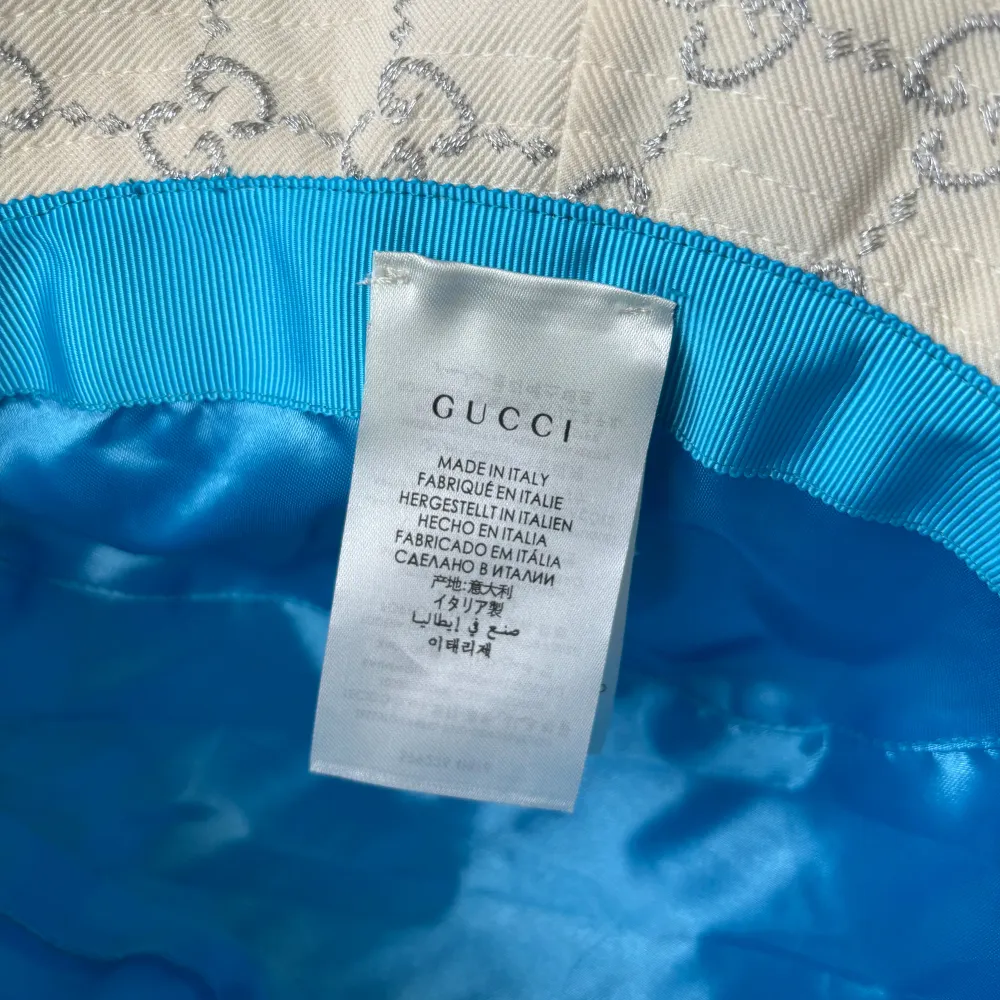 GUCCI
MADE IN ITALY
FABRIQUÉ EN ITALIE
HERGESTELLT IN ITALIEN
HECHO EN ITALIA
FABRICADO EM ITÁLIA
СДЕЛАНО В ИТАЛИИ
产地:意大利
イタリア製
صنع في إيطاليا
이태리제